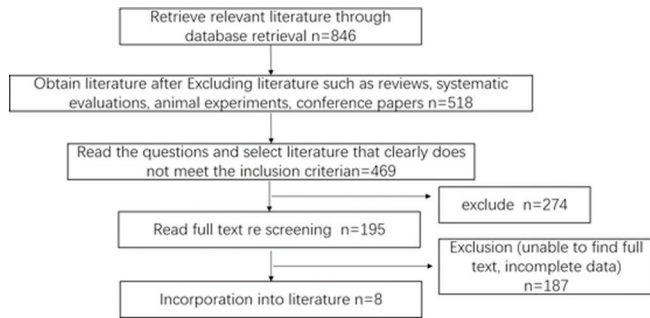 Retrieve relevant literature through
database retrieval n=846
Obtain literature after Excluding literature such as reviews, systematic
evaluations, animal experiments, conference papers n=518
Read the questions and select literature that clearly does
not meet the inclusion criterian=469
exclude n=274
Read full text re screening n=195
Exclusion (unable to find full
text, incomplete data)
n=187
Incorporation into literature n=8